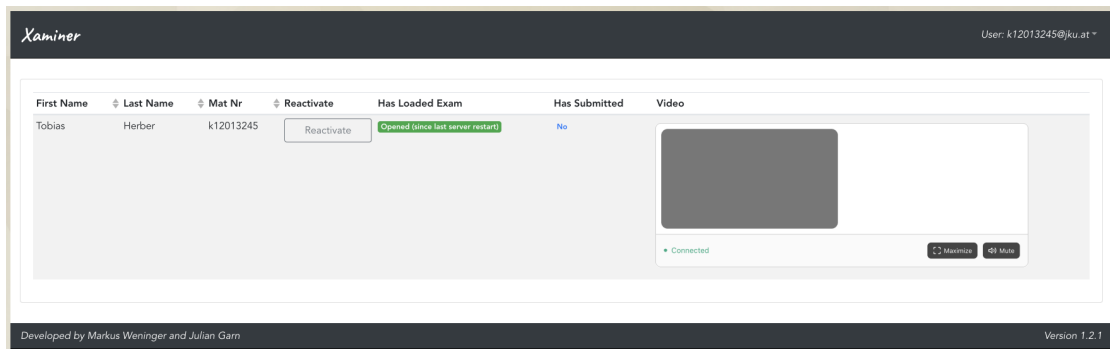 Xaminer
User: k12013245@jku.at
First Name Last Name Mat Nr Reactivate Has Loaded Exam Has Submitted Video
Tobias Herber k12013245 Reactivate Opened (since last server restart) No
Connected Maximize Mute
Developed by Markus Weninger and Julian Garn
Version 1.2.1